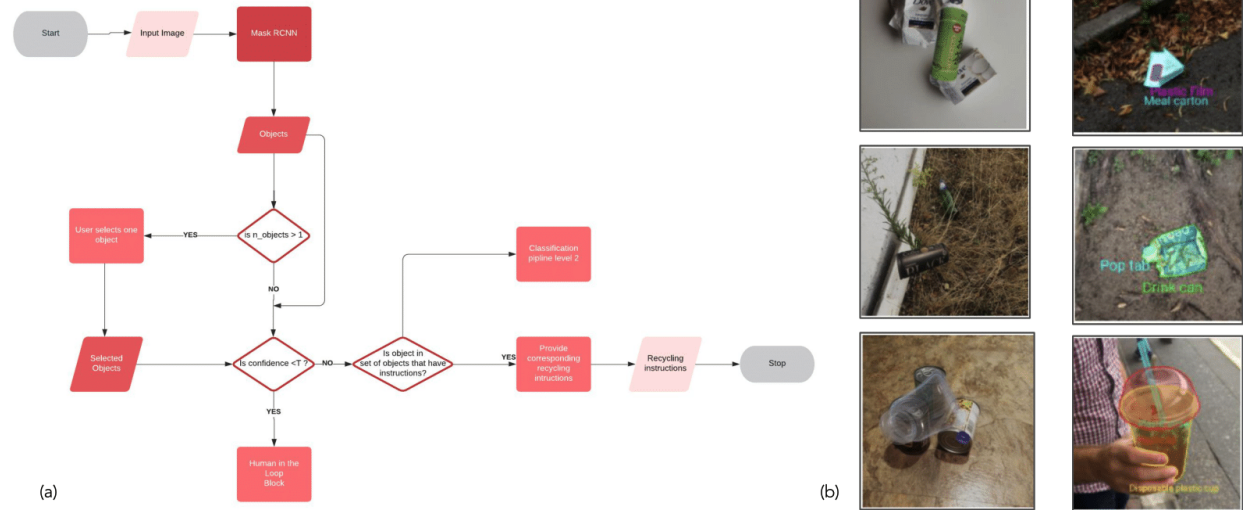 Start
Input Image
Mask RCNN
Objects
User selects one
object
YES
is n_objects > 1
Classification
pipline level 2
NO
Selected
Objects
Is confidence <T ?
NO
Is object in
set of objects that have
instructions?
YES
Provide
corresponding
recycling
intructions
Recycling
instructions
Stop
YES
Human in the
Loop
Block
(a)
(b)
Plastic Film
Meal carton
Pop tab
Drink can
Disposable plastic cup